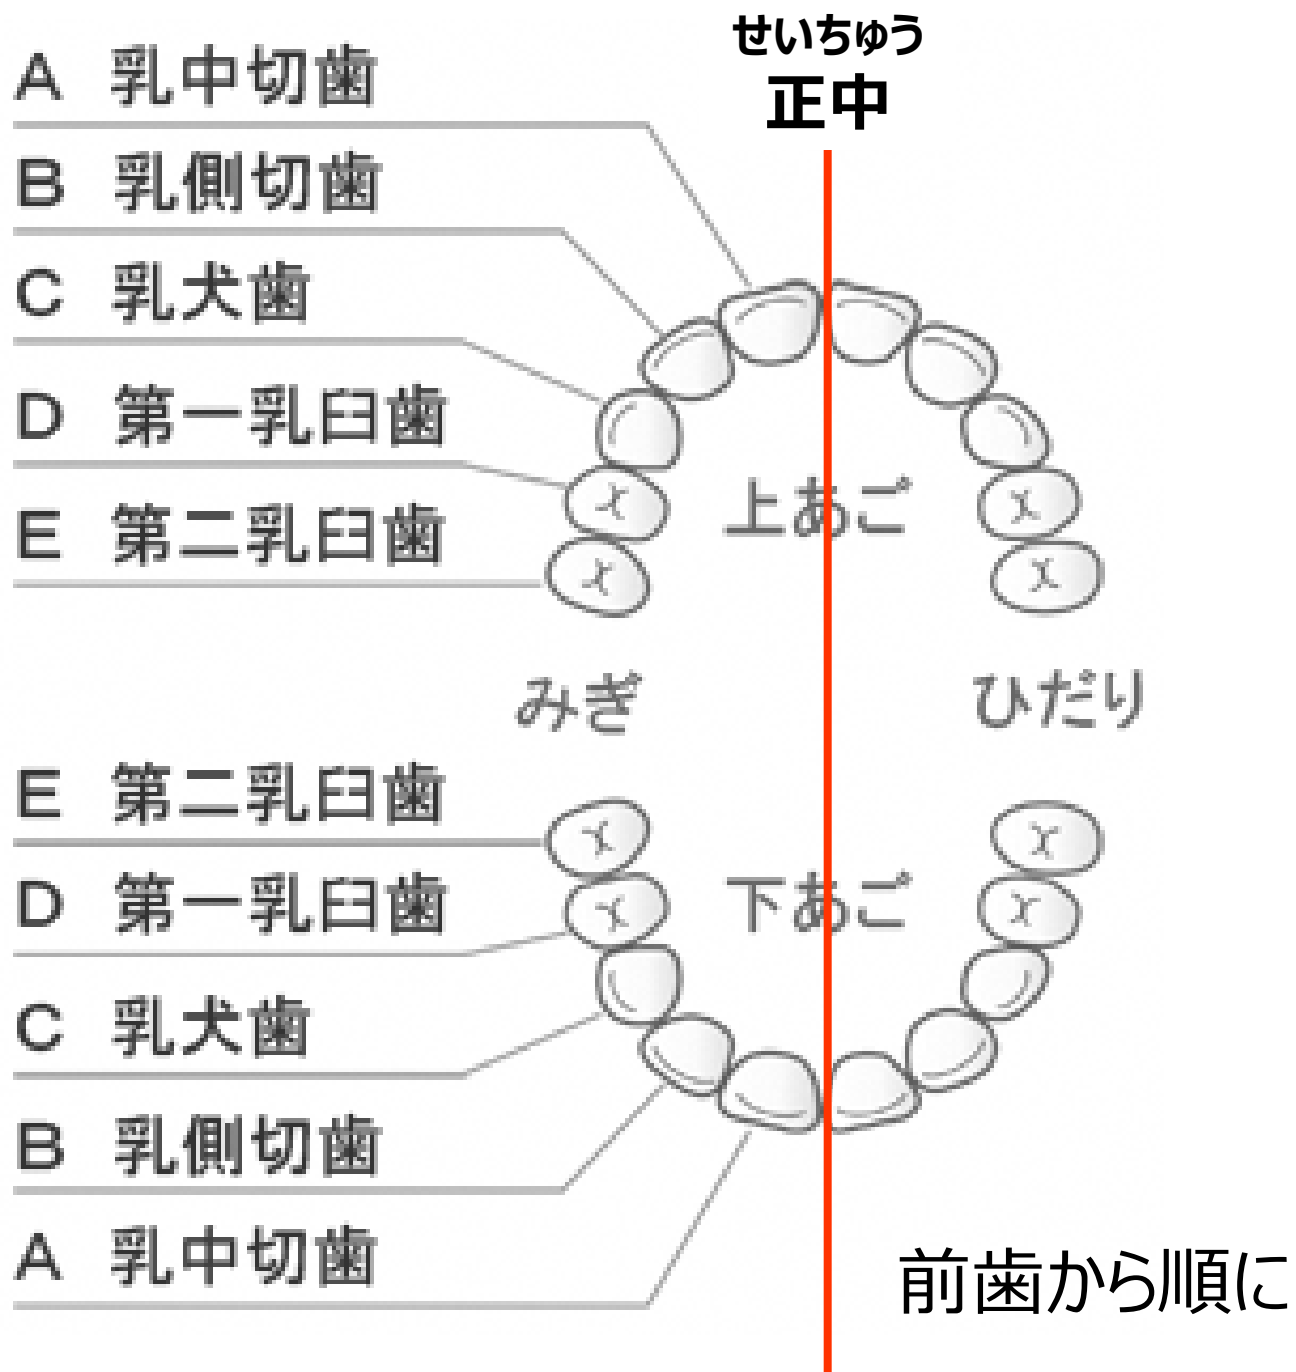 せいちゅう
正中
A 乳中切歯
B 乳側切歯
C 乳犬歯
D 第一乳臼歯
E 第二乳臼歯
上あご
みぎ
ひだり
E 第二乳臼歯
D 第一乳臼歯
下あご
C 乳犬歯
B 乳側切歯
A 乳中切歯
前歯から順に